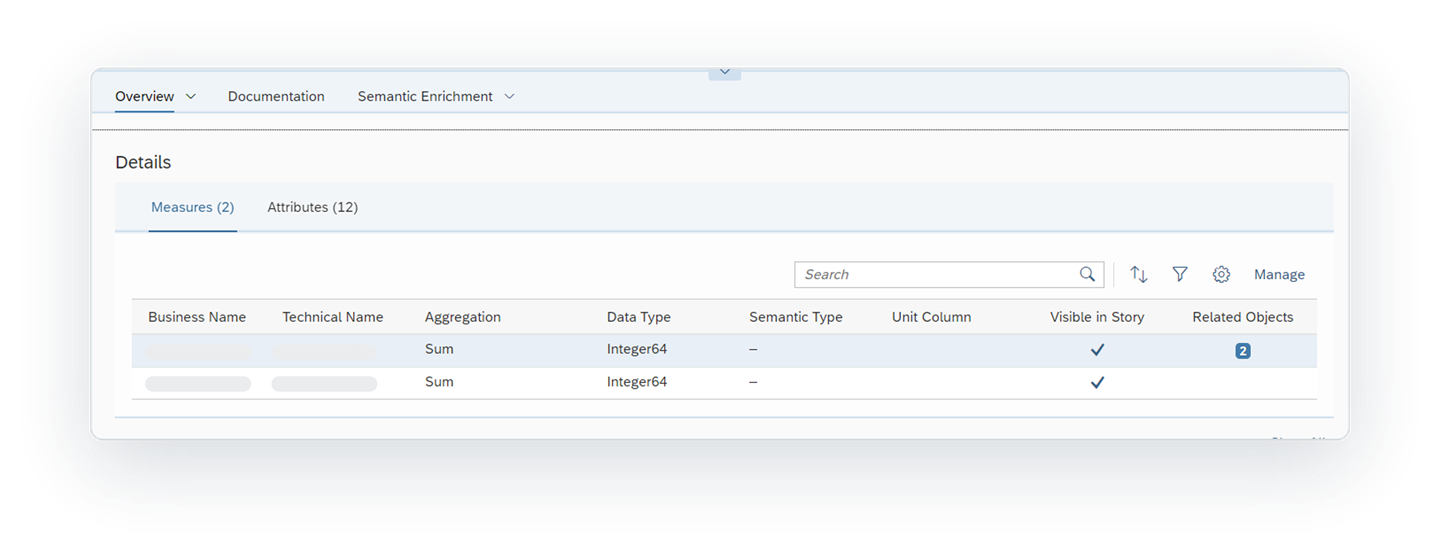 Overview Documentation Semantic Enrichment
Details
Measures (2) Attributes (12)
Search Manage
Business Name Technical Name Aggregation Data Type Semantic Type Unit Column Visible in Story Related Objects
Sum Integer64 – 2
Sum Integer64 –